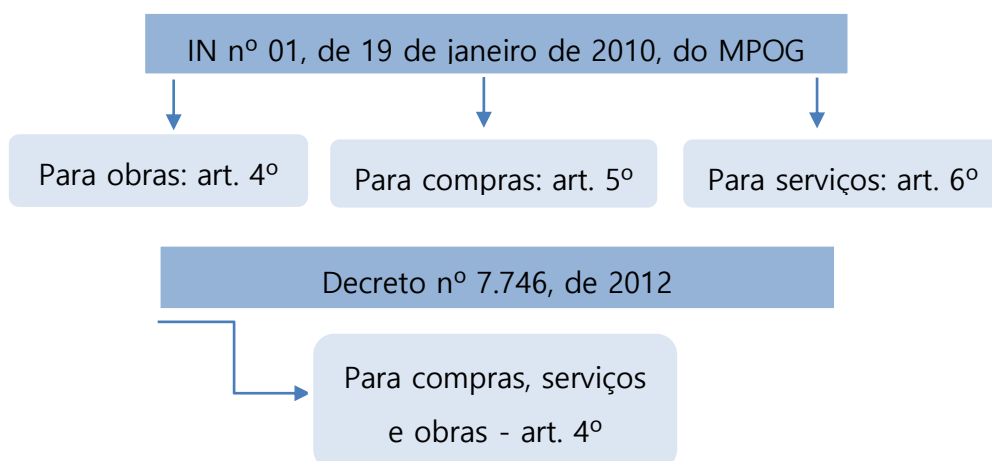 IN nº 01, de 19 de janeiro de 2010, do MPOG
Para obras: art. 4º
Para compras: art. 5º
Para serviços: art. 6º
Decreto nº 7.746, de 2012
Para compras, serviços
e obras - art. 4º